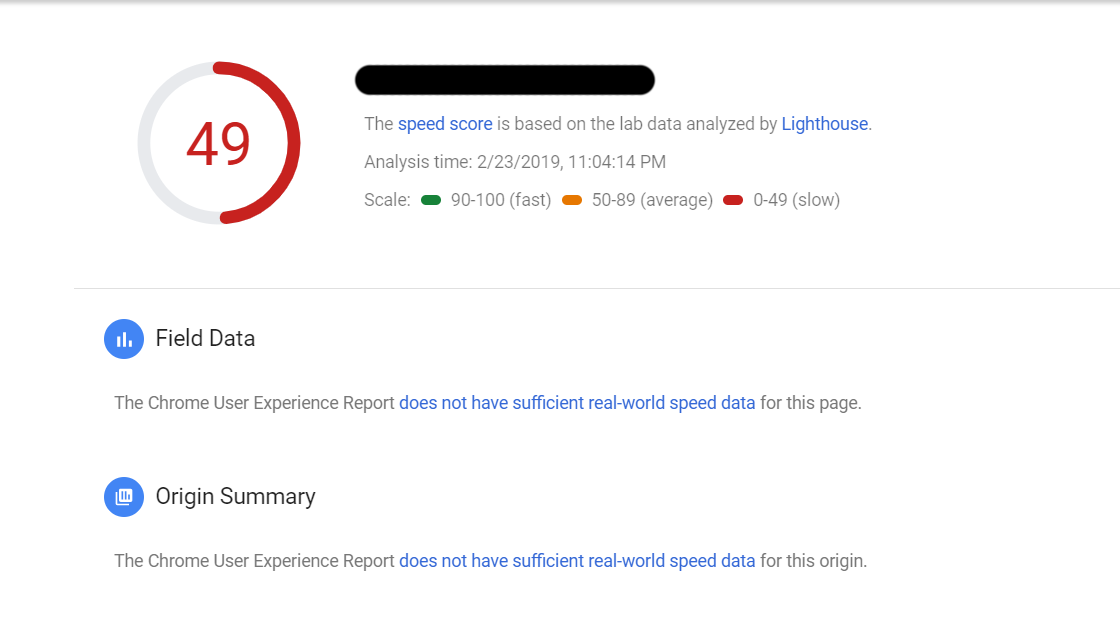 49
The speed score is based on the lab data analyzed by Lighthouse.
Analysis time: 2/23/2019, 11:04:14 PM
Scale: 90-100 (fast) 50-89 (average) 0-49 (slow)
Field Data
The Chrome User Experience Report does not have sufficient real-world speed data for this page.
Origin Summary
The Chrome User Experience Report does not have sufficient real-world speed data for this origin.